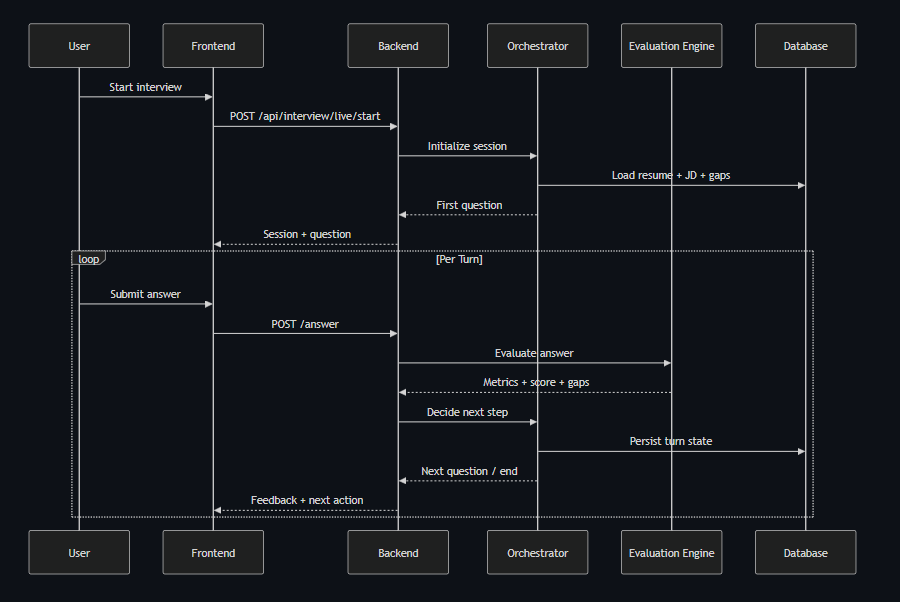 User
Frontend
Backend
Orchestrator
Evaluation Engine
Database
Start interview
POST /api/interview/live/start
Initialize session
Load resume + JD + gaps
First question
Session + question
loop
[Per Turn]
Submit answer
POST /answer
Evaluate answer
Metrics + score + gaps
Decide next step
Persist turn state
Next question / end
Feedback + next action
User
Frontend
Backend
Orchestrator
Evaluation Engine
Database